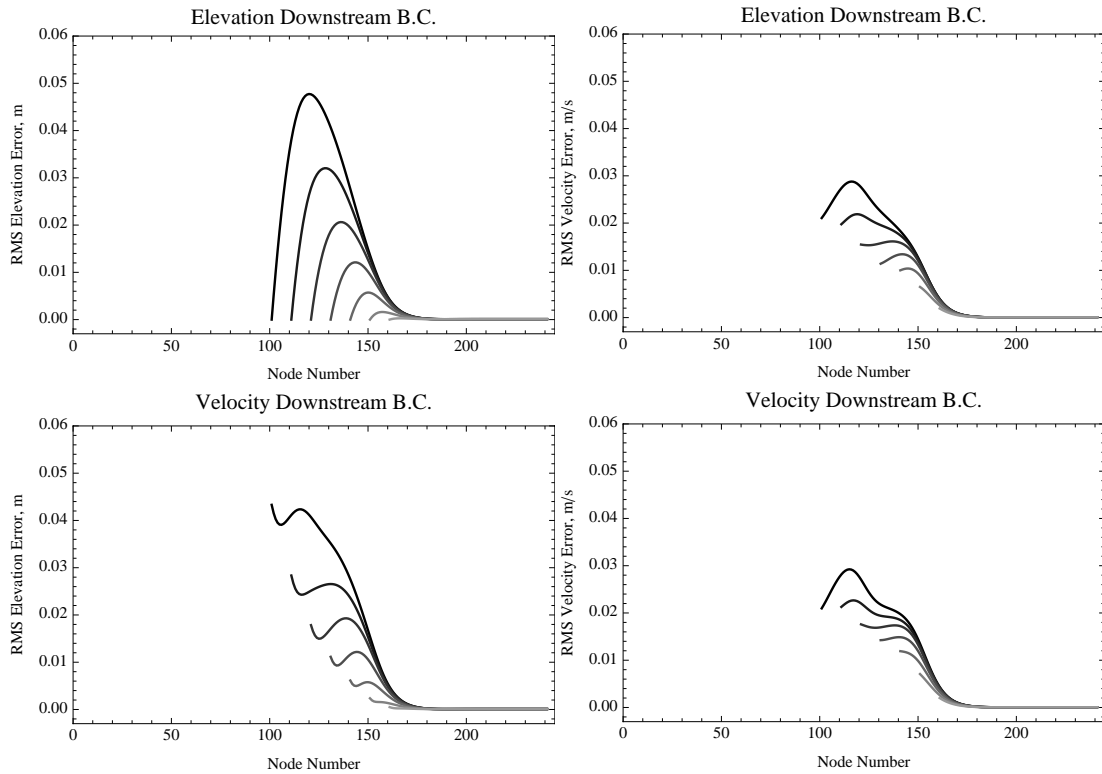 Elevation Downstream B.C.
RMS Elevation Error, m
0.06
0.05
0.04
0.03
0.02
0.01
0.00
0 50 100 150 200
Node Number
Elevation Downstream B.C.
RMS Velocity Error, m/s
0.06
0.05
0.04
0.03
0.02
0.01
0.00
0 50 100 150 200
Node Number
Velocity Downstream B.C.
RMS Elevation Error, m
0.06
0.05
0.04
0.03
0.02
0.01
0.00
0 50 100 150 200
Node Number
Velocity Downstream B.C.
RMS Velocity Error, m/s
0.06
0.05
0.04
0.03
0.02
0.01
0.00
0 50 100 150 200
Node Number